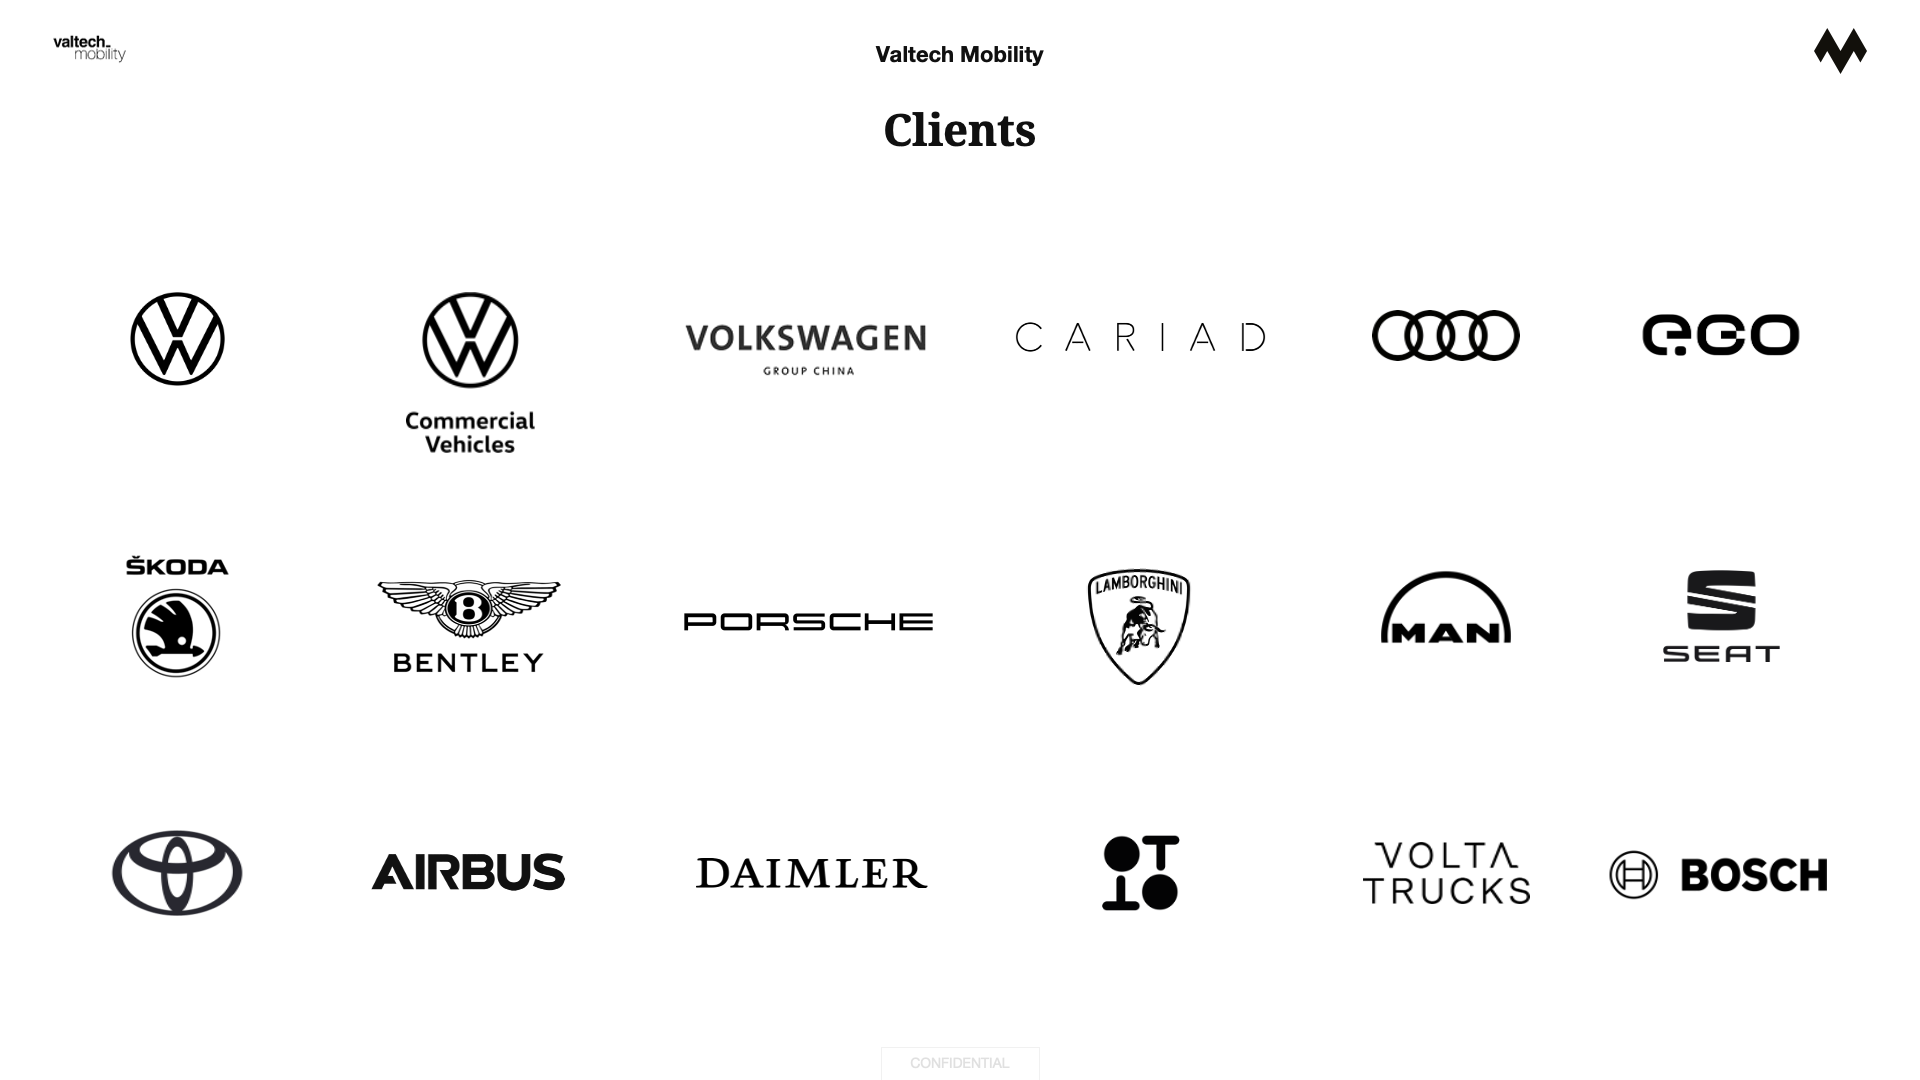 valtech_
mobility
Valtech Mobility
Clients
Commercial
Vehicles
VOLKSWAGEN
GROUP CHINA
CARIAD
e.GO
ŠKODA
B
BENTLEY
PORSCHE
LAMBORGHINI
MAN
SEAT
AIRBUS
DAIMLER
VOLTA
TRUCKS
BOSCH
CONFIDENTIAL